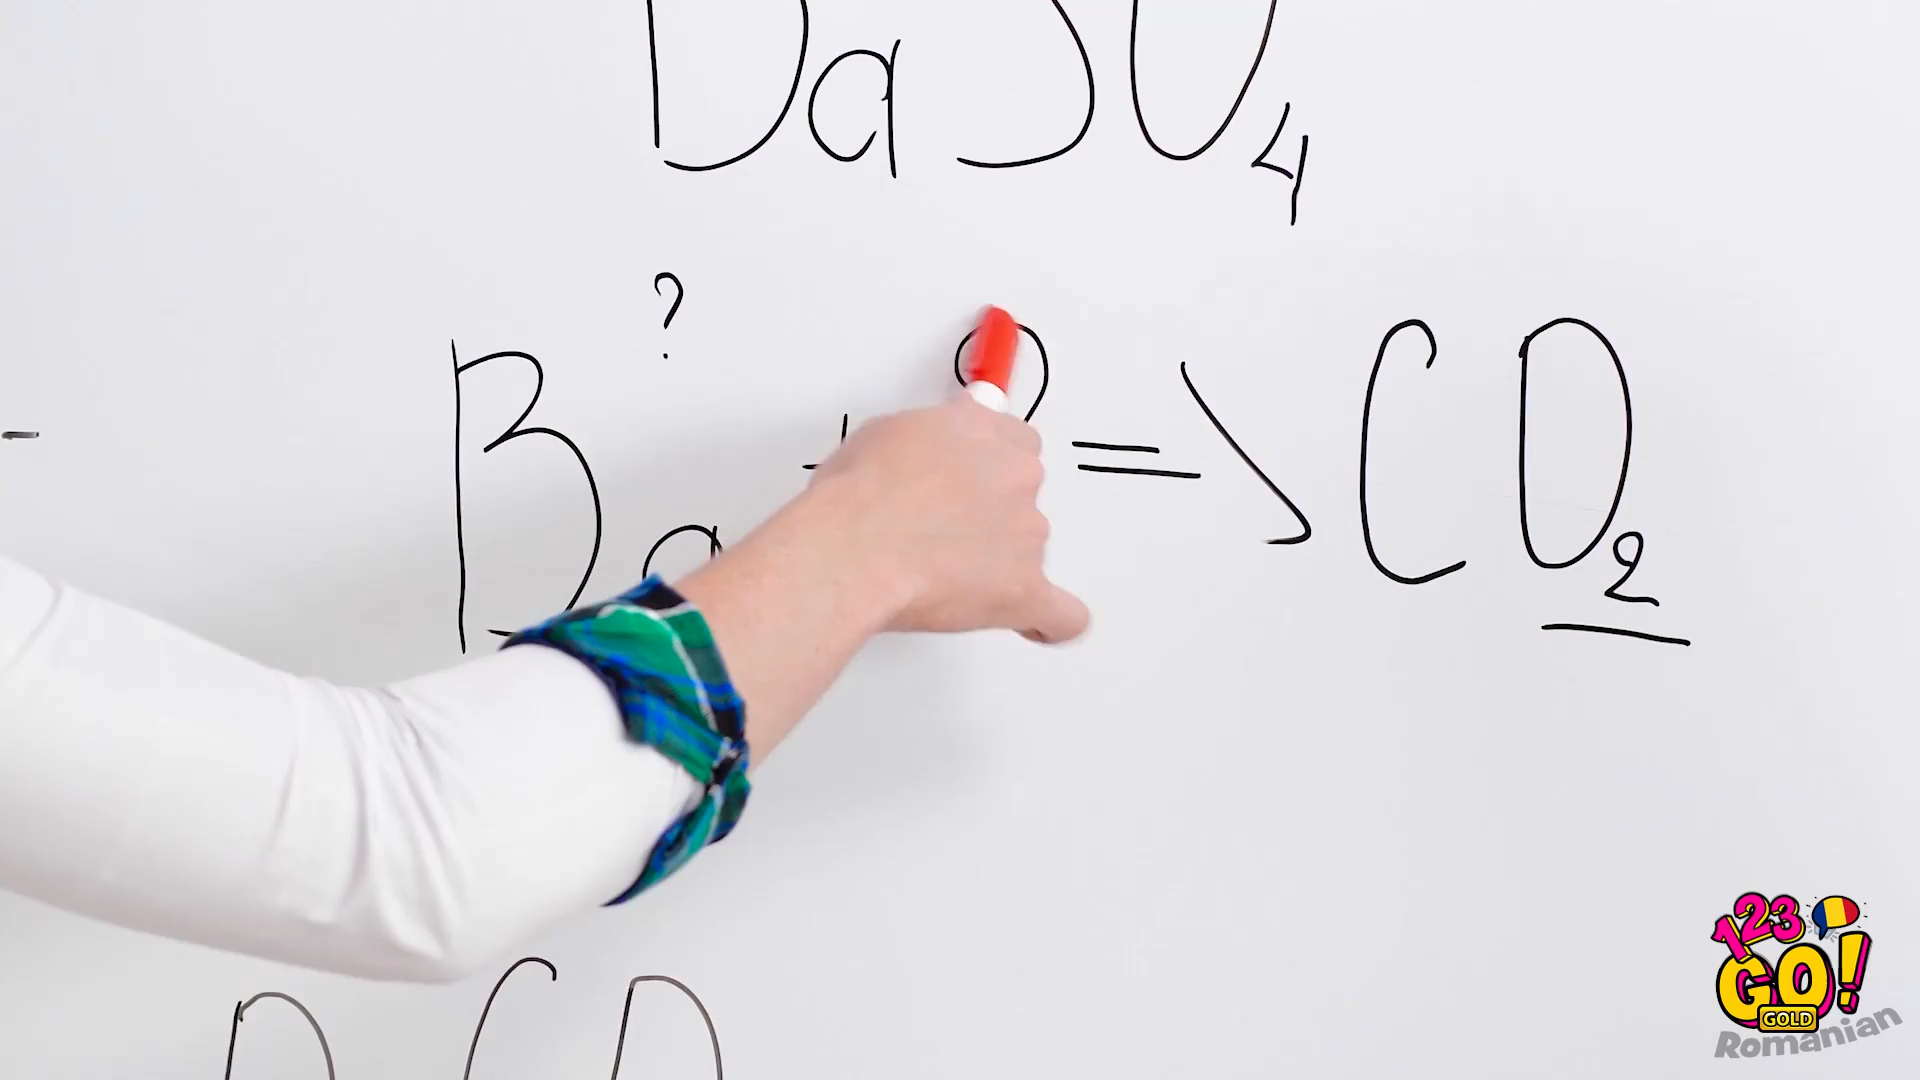 BaSO4
?
Ba + ? => CO2
123
GO!
GOLD
Romanian